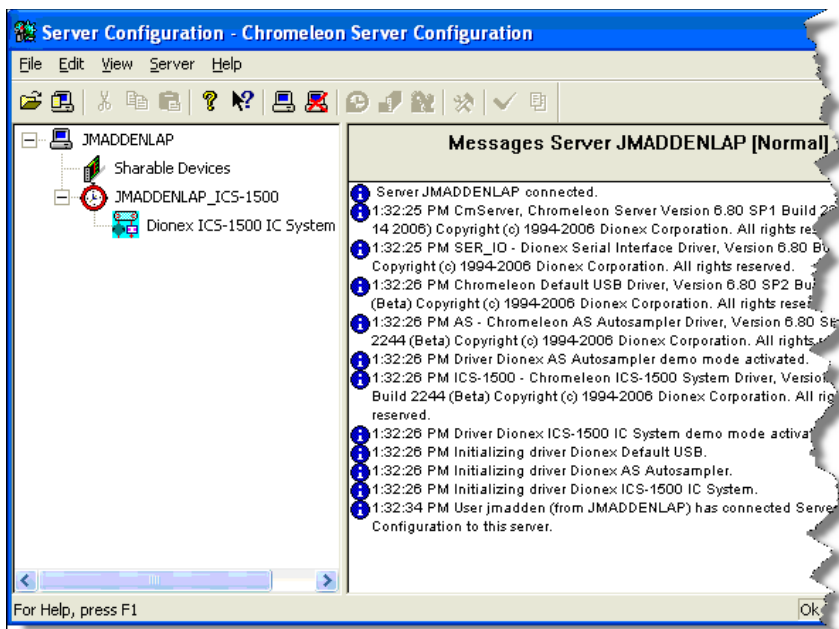 Server Configuration - Chromeleon Server Configuration
File Edit View Server Help
JMADDENLAP
Sharable Devices
JMADDENLAP_ICS-1500
Dionex ICS-1500 IC System
Messages Server JMADDENLAP [Normal]
Server JMADDENLAP connected.
1:32:25 PM CmServer, Chromeleon Server Version 6.80 SP1 Build
14 2006) Copyright (c) 1994-2006 Dionex Corporation. All rights
1:32:25 PM SER_IO - Dionex Serial Interface Driver, Version 6.80
Copyright (c) 1994-2006 Dionex Corporation. All rights reserved.
1:32:26 PM Chromeleon Default USB Driver, Version 6.80 SP2
(Beta) Copyright (c) 1994-2006 Dionex Corporation. All rights
1:32:26 PM AS - Chromeleon AS Autosampler Driver, Version 6.80
2244 (Beta) Copyright (c) 1994-2006 Dionex Corporation. All rights
1:32:26 PM Driver Dionex AS Autosampler demo mode activated.
1:32:26 PM ICS-1500 - Chromeleon ICS-1500 System Driver,
Build 2244 (Beta) Copyright (c) 1994-2006 Dionex Corporation. All
reserved.
1:32:26 PM Driver Dionex ICS-1500 IC System demo mode
1:32:26 PM Initializing driver Dionex Default USB.
1:32:26 PM Initializing driver Dionex AS Autosampler.
1:32:26 PM Initializing driver Dionex ICS-1500 IC System.
1:32:34 PM User jmadden (from JMADDENLAP) has connected
Configuration to this server.
For Help, press F1
Ok